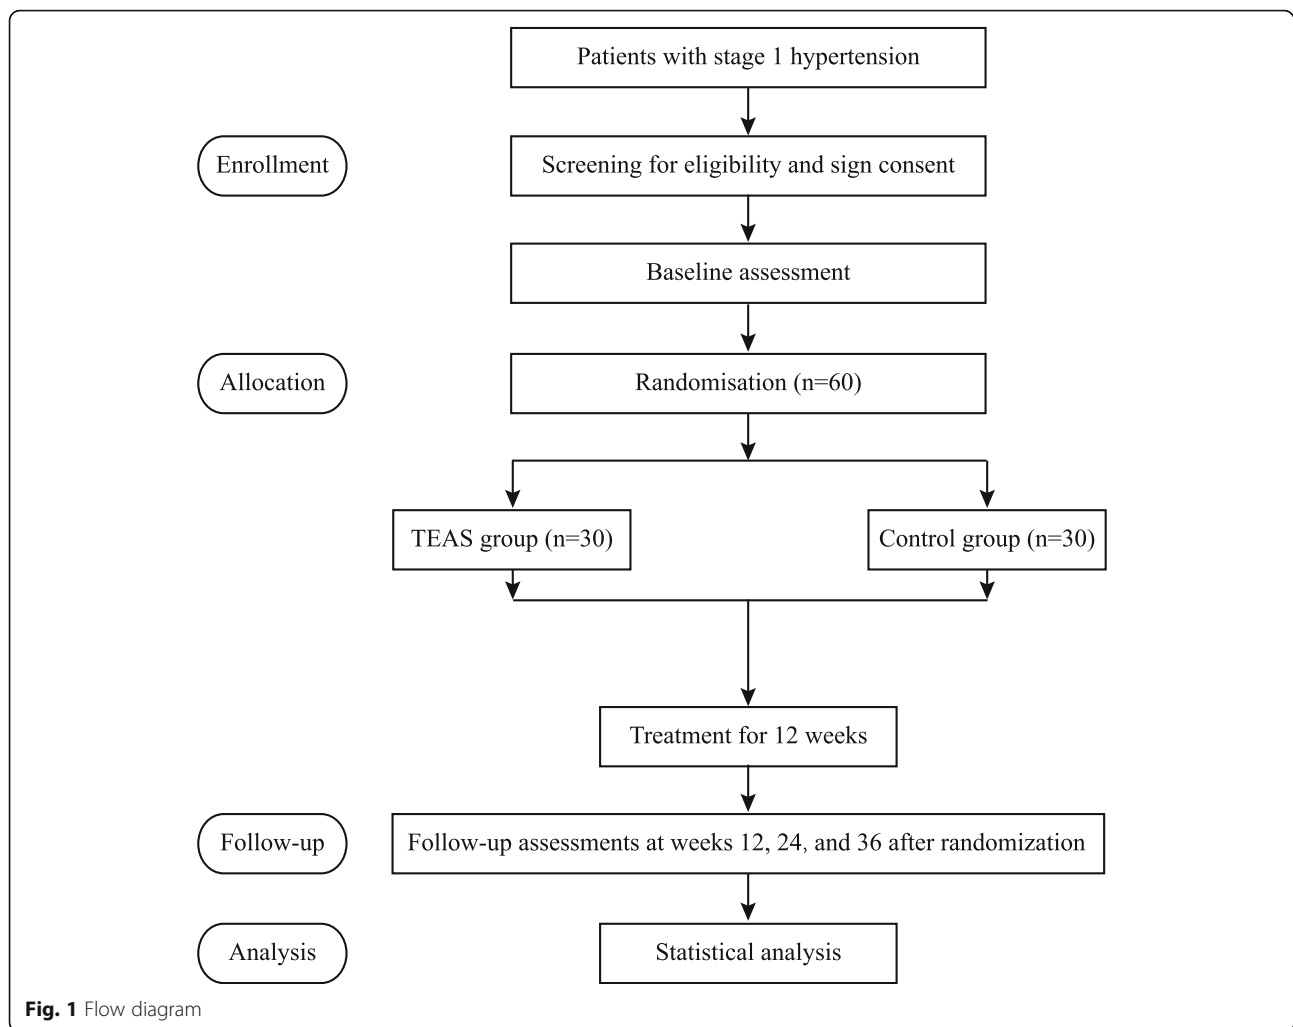 Patients with stage 1 hypertension
Enrollment
Screening for eligibility and sign consent
Baseline assessment
Allocation
Randomisation (n=60)
TEAS group (n=30)
Control group (n=30)
Treatment for 12 weeks
Follow-up
Follow-up assessments at weeks 12, 24, and 36 after randomization
Analysis
Statistical analysis
Fig. 1 Flow diagram